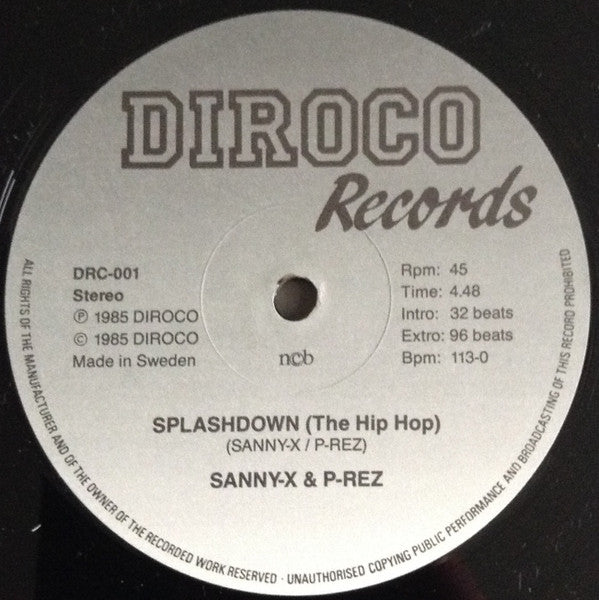 DIROCO
Records
DRC-001
Stereo
Ⓟ 1985 DIROCO
© 1985 DIROCO
Made in Sweden
ncb
Rpm: 45
Time: 4.48
Intro: 32 beats
Extro: 96 beats
Bpm: 113-0
SPLASHDOWN (The Hip Hop)
(SANNY-X / P-REZ)
SANNY-X & P-REZ
ALL RIGHTS OF THE MANUFACTURER AND OF THE OWNER OF THE RECORDED WORK RESERVED · UNAUTHORISED COPYING PUBLIC PERFORMANCE AND BROADCASTING OF THIS RECORD PROHIBITED